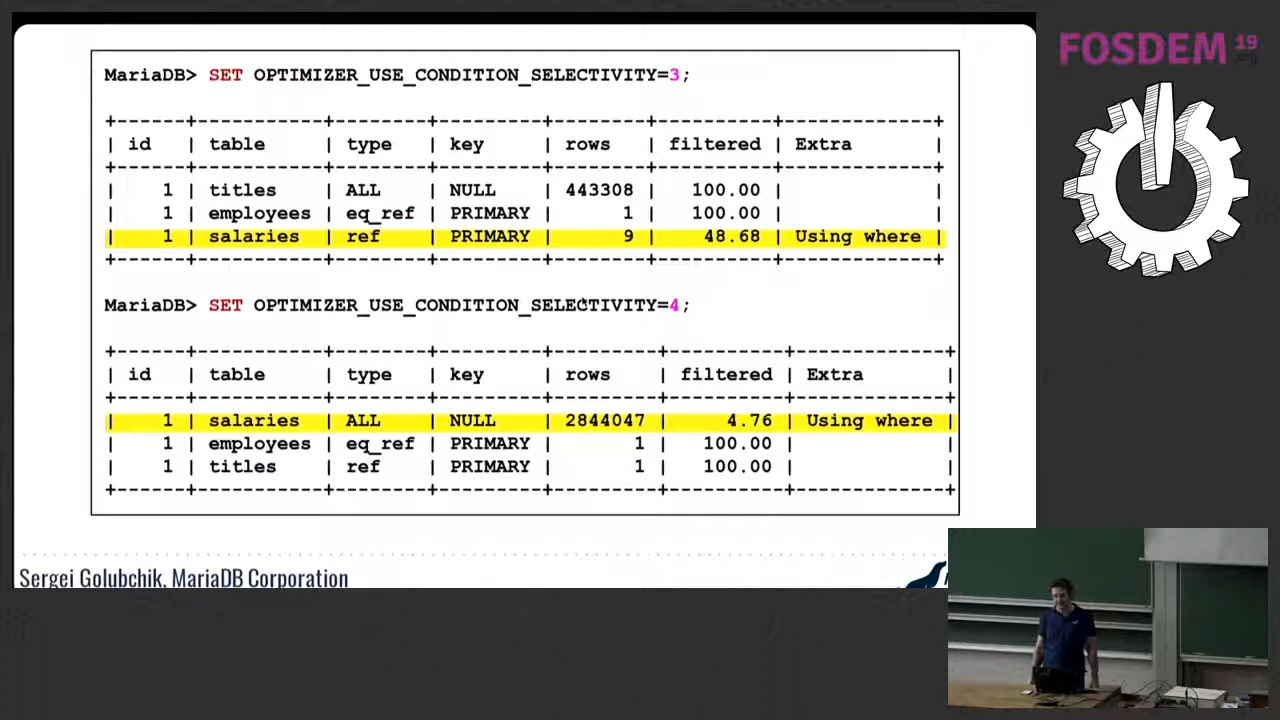 MariaDB> SET OPTIMIZER_USE_CONDITION_SELECTIVITY=3;
+------+-----------+--------+---------+--------+----------+-------------+
| id | table | type | key | rows | filtered | Extra |
+------+-----------+--------+---------+--------+----------+-------------+
| 1 | titles | ALL | NULL | 443308 | 100.00 | |
| 1 | employees | eq_ref | PRIMARY | 1 | 100.00 | |
| 1 | salaries | ref | PRIMARY | 9 | 48.68 | Using where |
+------+-----------+--------+---------+--------+----------+-------------+
MariaDB> SET OPTIMIZER_USE_CONDITION_SELECTIVITY=4;
+------+-----------+--------+---------+---------+----------+-------------+
| id | table | type | key | rows | filtered | Extra |
+------+-----------+--------+---------+---------+----------+-------------+
| 1 | salaries | ALL | NULL | 2844047 | 4.76 | Using where |
| 1 | employees | eq_ref | PRIMARY | 1 | 100.00 | |
| 1 | titles | ref | PRIMARY | 1 | 100.00 | |
+------+-----------+--------+---------+---------+----------+-------------+
Sergei Golubchik, MariaDB Corporation
FOSDEM 19
.org